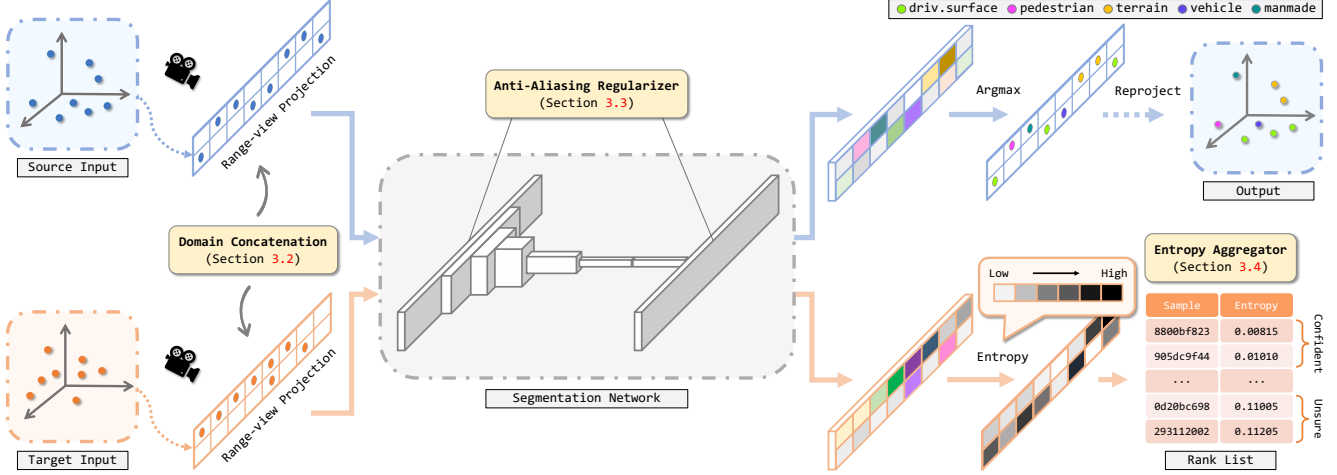 driv.surface pedestrian terrain vehicle manmade
Source Input
Range-view Projection
Anti-Aliasing Regularizer
(Section 3.3)
Argmax
Reproject
Output
Domain Concatenation
(Section 3.2)
Segmentation Network
Target Input
Range-view Projection
Low High
Entropy
Entropy Aggregator
(Section 3.4)
Sample Entropy
8800bf823 0.00815
905dc9f44 0.01010
... ...
0d20bc698 0.11005
293112002 0.11205
Confident
Unsure
Rank List